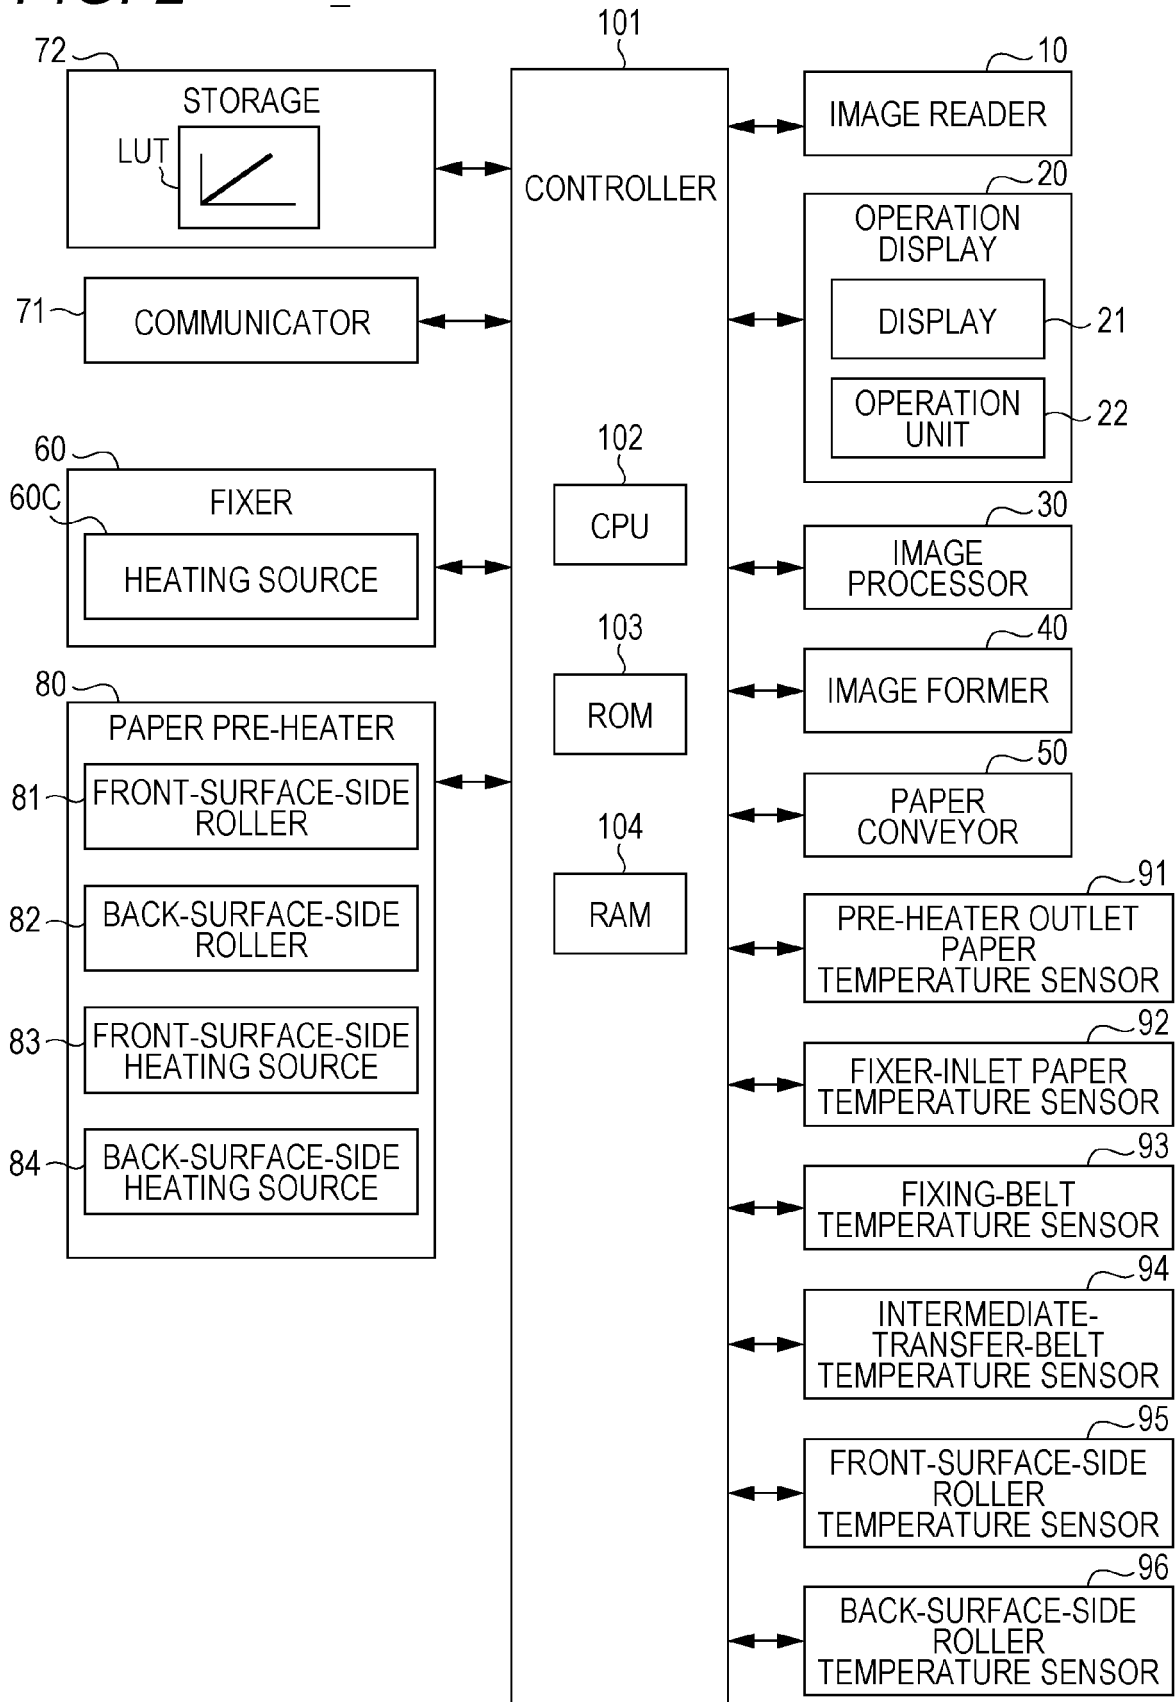 72
STORAGE
LUT
71
COMMUNICATOR
60
FIXER
60C
HEATING SOURCE
80
PAPER PRE-HEATER
81
FRONT-SURFACE-SIDE
ROLLER
82
BACK-SURFACE-SIDE
ROLLER
83
FRONT-SURFACE-SIDE
HEATING SOURCE
84
BACK-SURFACE-SIDE
HEATING SOURCE
101
CONTROLLER
102
CPU
103
ROM
104
RAM
10
IMAGE READER
20
OPERATION
DISPLAY
DISPLAY
21
OPERATION
UNIT
22
30
IMAGE
PROCESSOR
40
IMAGE FORMER
50
PAPER
CONVEYOR
91
PRE-HEATER OUTLET
PAPER
TEMPERATURE SENSOR
92
FIXER-INLET PAPER
TEMPERATURE SENSOR
93
FIXING-BELT
TEMPERATURE SENSOR
94
INTERMEDIATE-
TRANSFER-BELT
TEMPERATURE SENSOR
95
FRONT-SURFACE-SIDE
ROLLER
TEMPERATURE SENSOR
96
BACK-SURFACE-SIDE
ROLLER
TEMPERATURE SENSOR